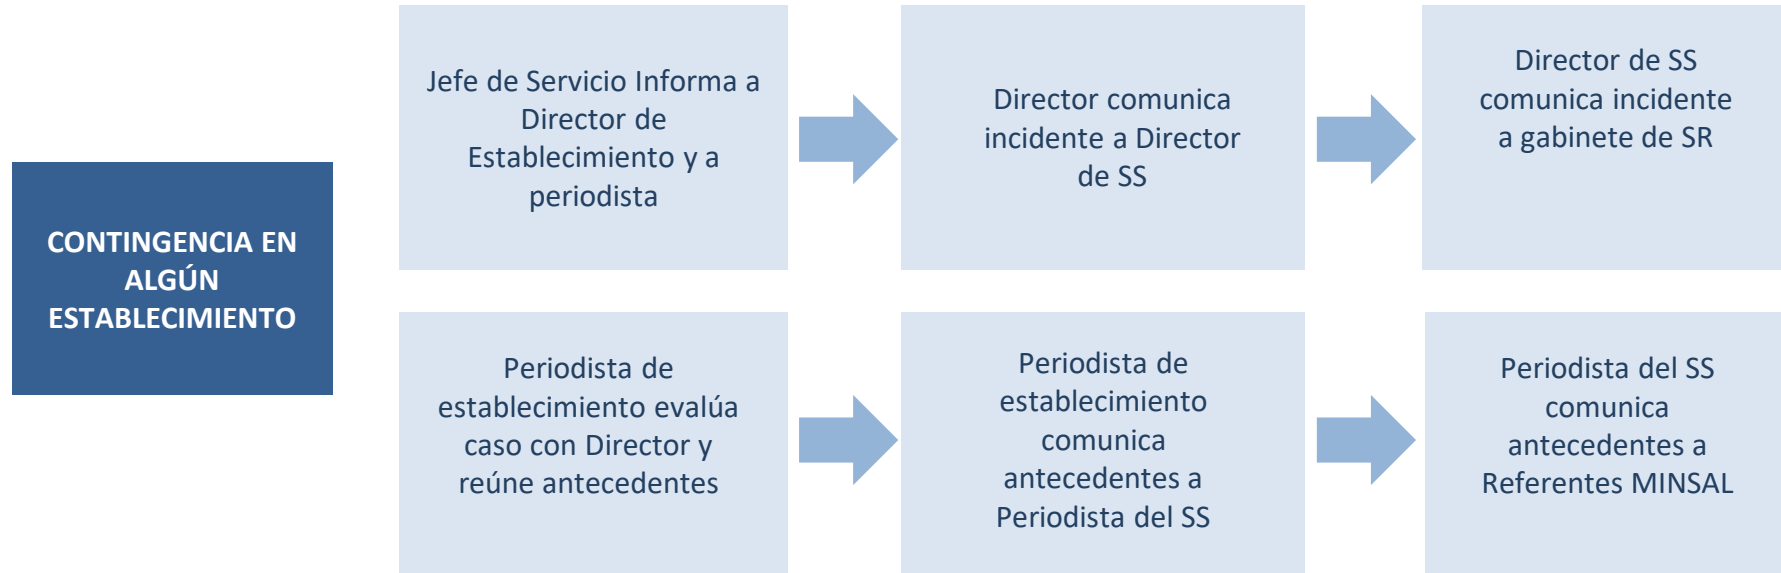 CONTINGENCIA EN
ALGÚN
ESTABLECIMIENTO
Jefe de Servicio Informa a
Director de
Establecimiento y a
periodista
Director comunica
incidente a Director
de SS
Director de SS
comunica incidente
a gabinete de SR
Periodista de
establecimiento evalúa
caso con Director y
reúne antecedentes
Periodista de
establecimiento
comunica
antecedentes a
Periodista del SS
Periodista del SS
comunica
antecedentes a
Referentes MINSAL